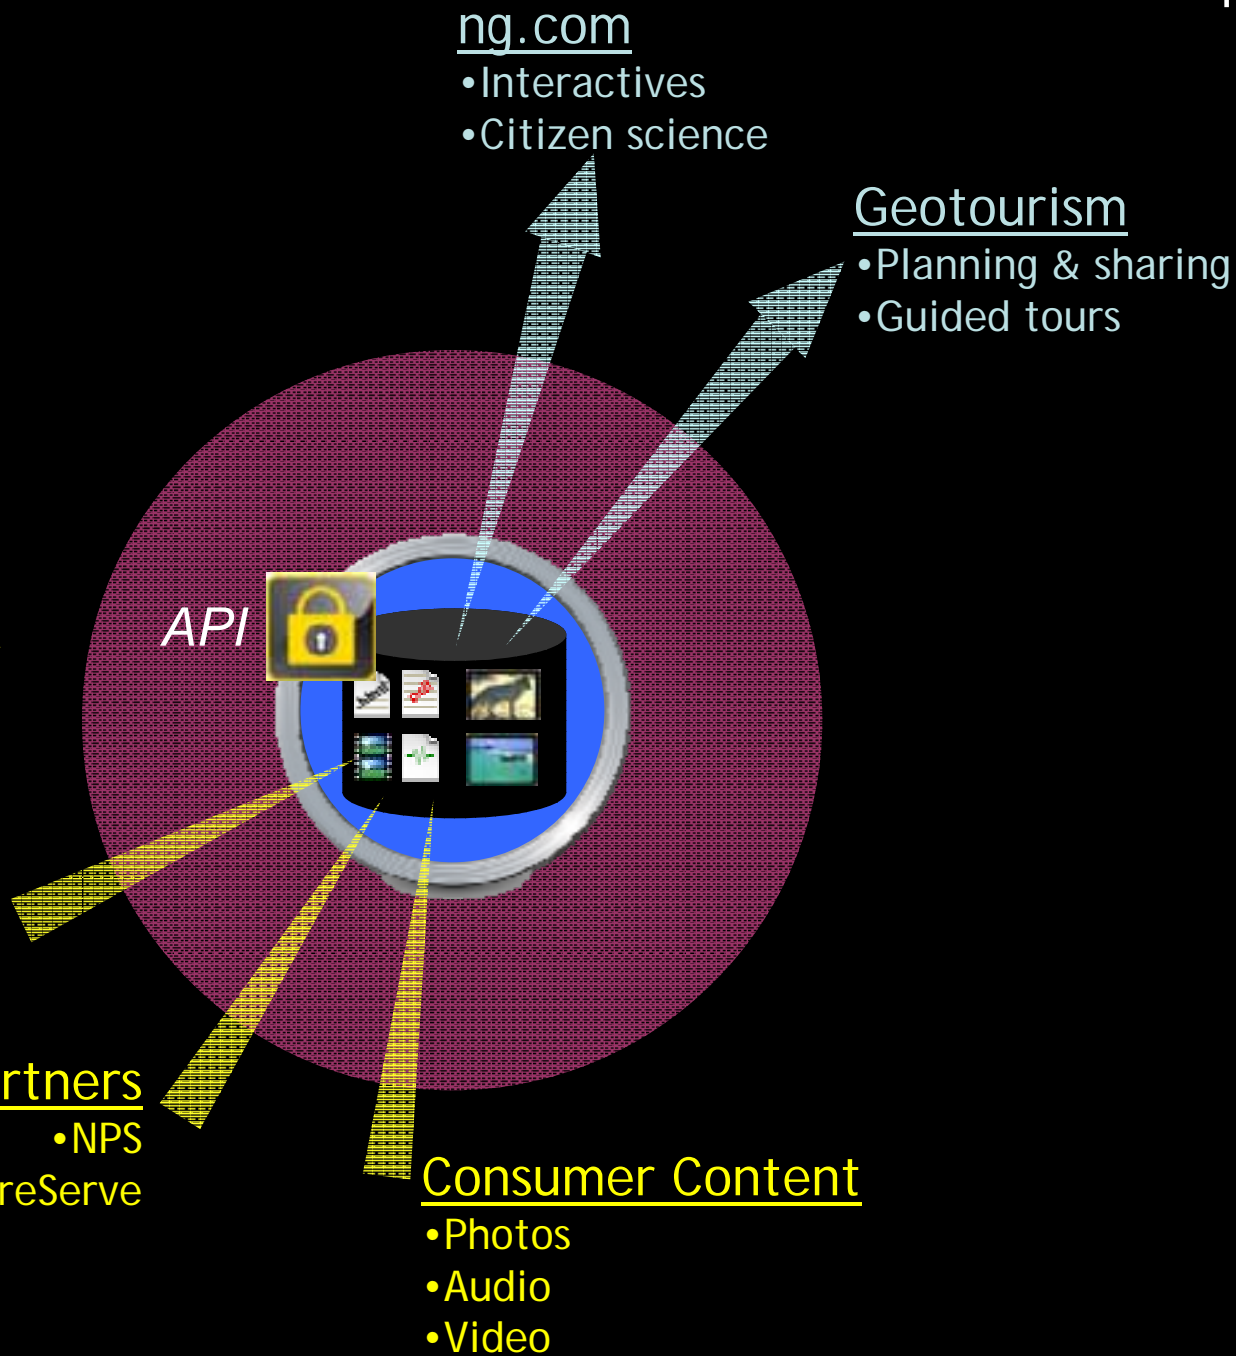 ng.com
•Interactives
•Citizen science
Geotourism
•Planning & sharing
•Guided tours
API
rtners
•NPS
reServe
Consumer Content
•Photos
•Audio
•Video